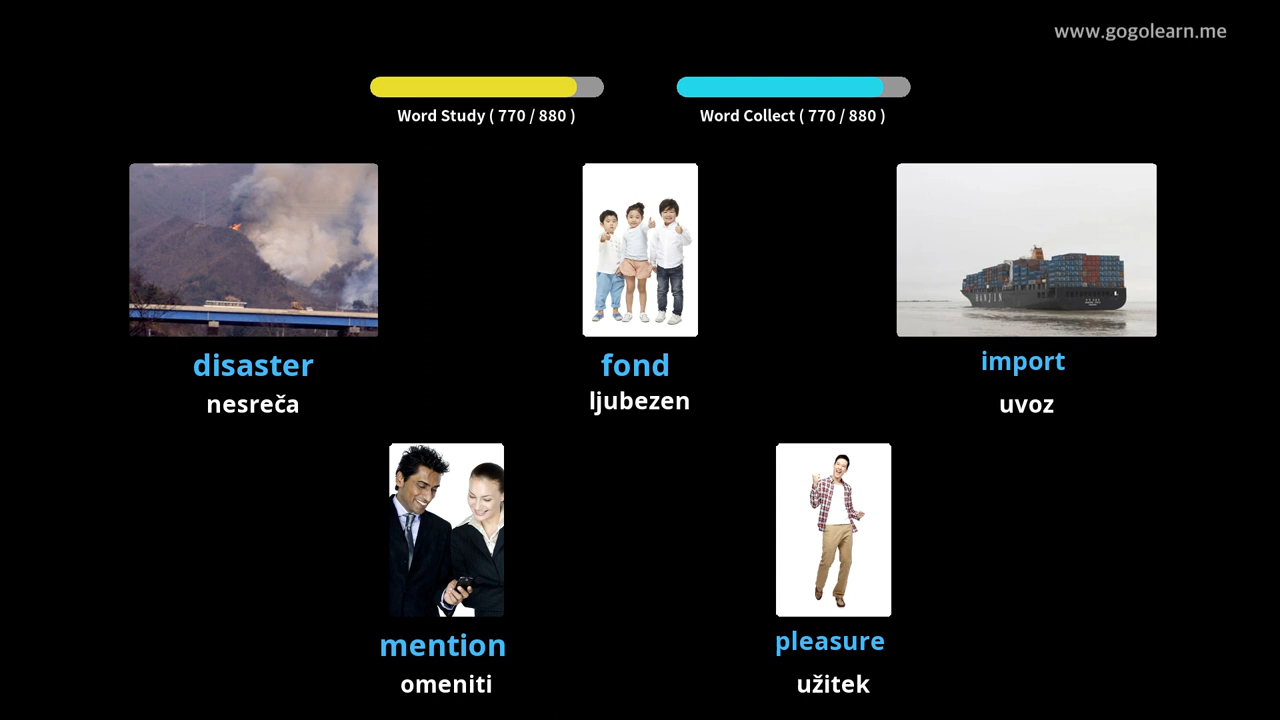 www.gogolearn.me
Word Study ( 770 / 880 )
Word Collect ( 770 / 880 )
HANJIN
disaster
nesreča
fond
ljubezen
import
uvoz
mention
omeniti
pleasure
užitek